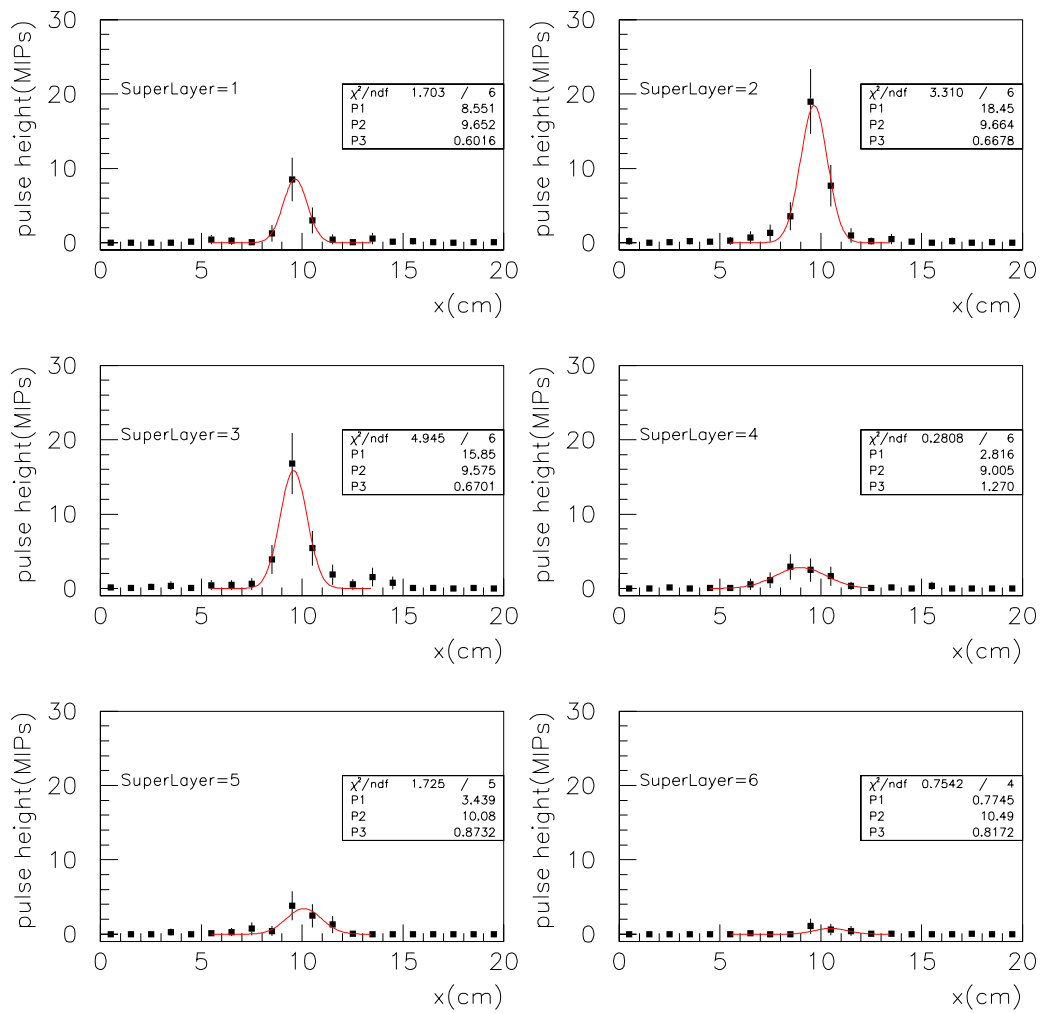 pulse height(MIPs)
30
20
10
0
SuperLayer=1
χ²/ndf 1.703 / 6
P1 8.551
P2 9.652
P3 0.6016
0 5 10 15 20
x(cm)
pulse height(MIPs)
30
20
10
0
SuperLayer=2
χ²/ndf 3.310 / 6
P1 18.45
P2 9.664
P3 0.6678
0 5 10 15 20
x(cm)
pulse height(MIPs)
30
20
10
0
SuperLayer=3
χ²/ndf 4.945 / 6
P1 15.85
P2 9.575
P3 0.6701
0 5 10 15 20
x(cm)
pulse height(MIPs)
30
20
10
0
SuperLayer=4
χ²/ndf 0.2808 / 6
P1 2.816
P2 9.005
P3 1.270
0 5 10 15 20
x(cm)
pulse height(MIPs)
30
20
10
0
SuperLayer=5
χ²/ndf 1.725 / 5
P1 3.439
P2 10.08
P3 0.8732
0 5 10 15 20
x(cm)
pulse height(MIPs)
30
20
10
0
SuperLayer=6
χ²/ndf 0.7542 / 4
P1 0.7745
P2 10.49
P3 0.8172
0 5 10 15 20
x(cm)